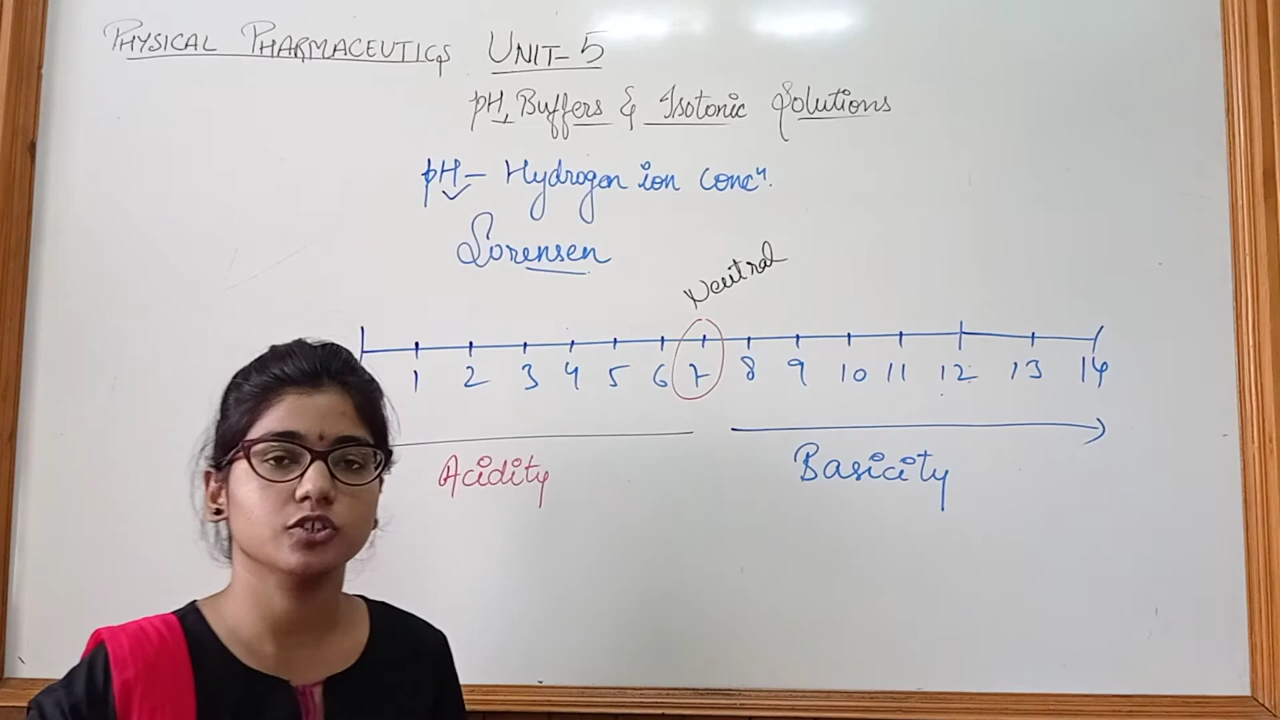 PHYSICAL PHARMACEUTICS UNIT-5
pH, Buffers & Isotonic Solutions
pH - Hydrogen ion concn.
Sorensen
Neutral
1 2 3 4 5 6 7 8 9 10 11 12 13 14
Acidity Basicity